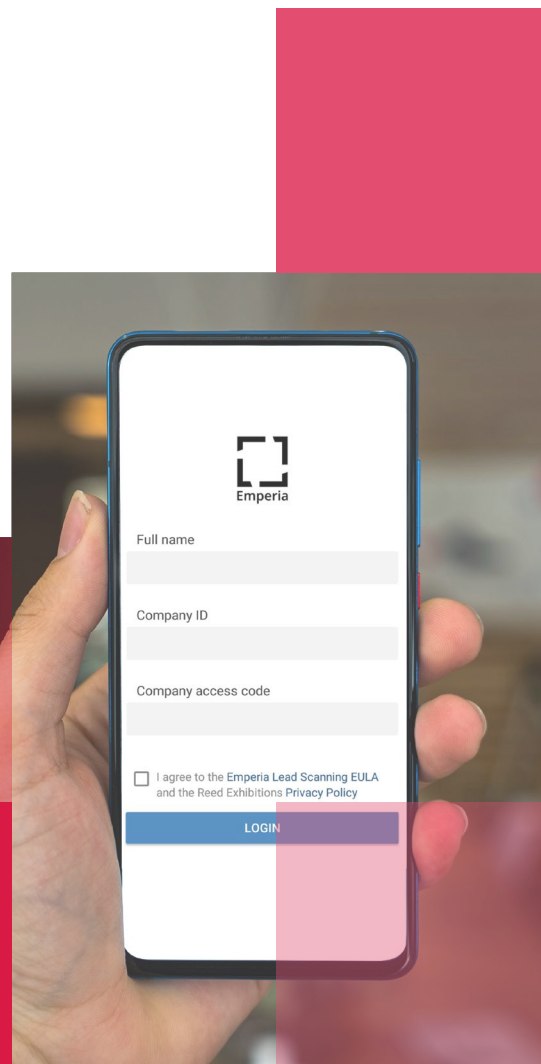 Emperia
Full name
Company ID
Company access code
I agree to the Emperia Lead Scanning EULA
and the Reed Exhibitions Privacy Policy
LOGIN